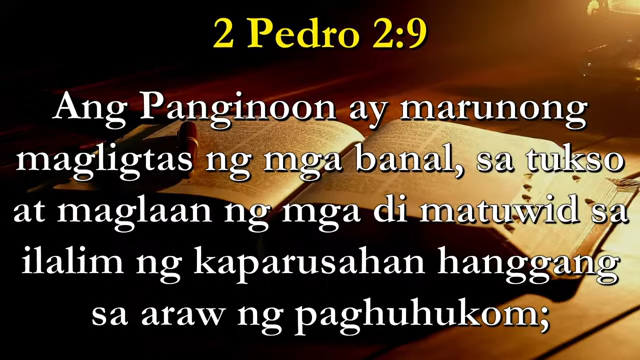 2 Pedro 2:9
Ang Panginoon ay marunong
magligtas ng mga banal, sa tukso
at maglaan ng mga di matuwid sa
ilalim ng kaparusahan hanggang
sa araw ng paghuhukom;